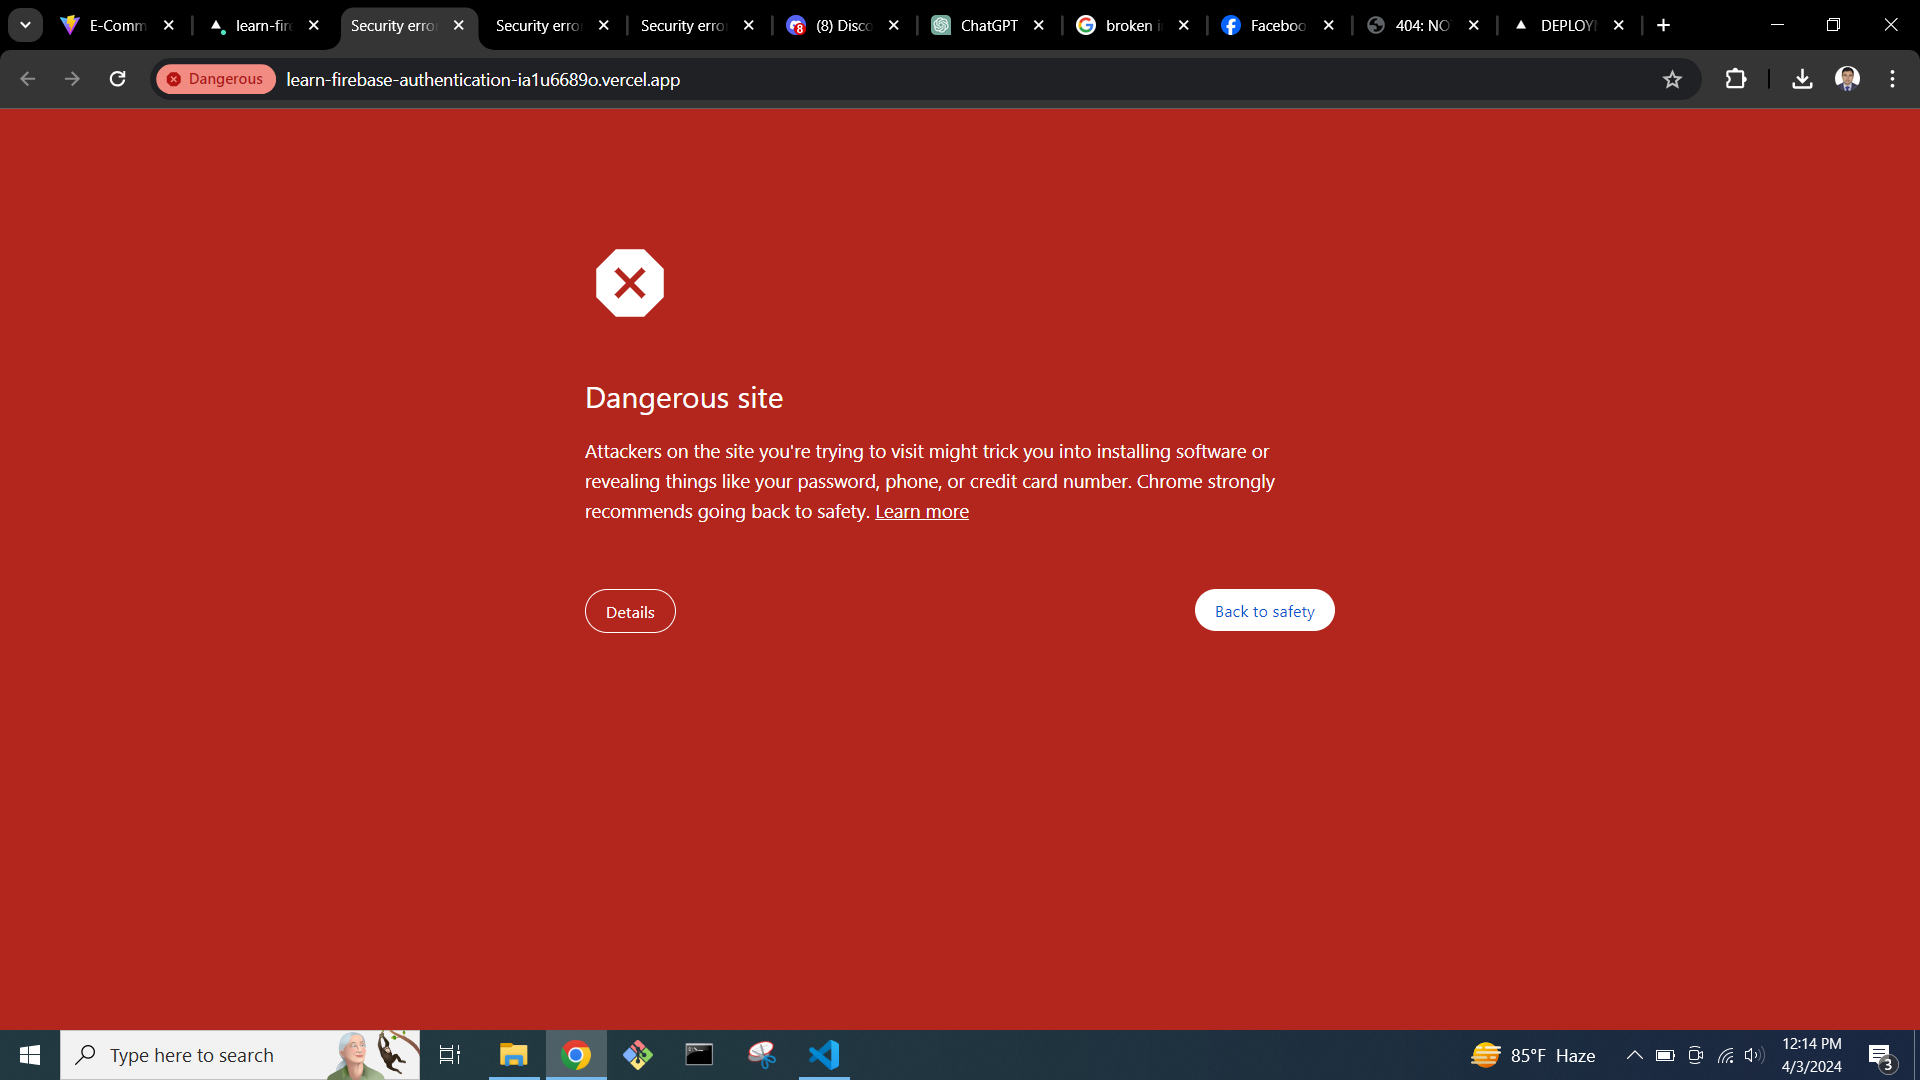 E-Comm
learn-fire
Security erro
Security erro
Security erro
(8) Disco
ChatGPT
broken i
Faceboo
404: NO
DEPLOY
Dangerous
learn-firebase-authentication-ia1u6689o.vercel.app
Dangerous site
Attackers on the site you're trying to visit might trick you into installing software or
revealing things like your password, phone, or credit card number. Chrome strongly
recommends going back to safety. Learn more
Details
Back to safety
Type here to search
85°F Haze
12:14 PM
4/3/2024
3